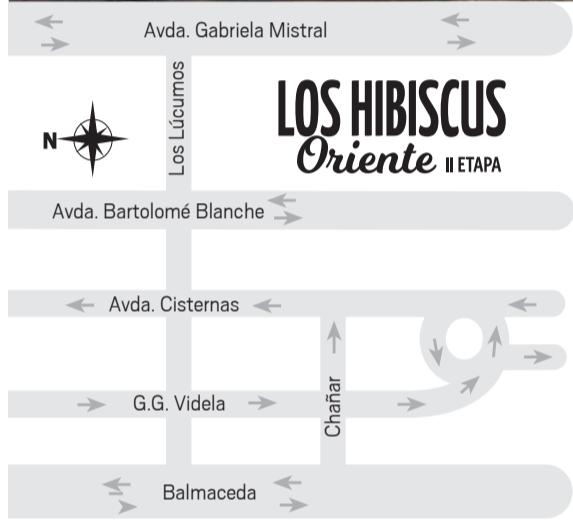 Avda. Gabriela Mistral
Los Lúcumos
LOS HIBISCUS
Oriente II ETAPA
N
Avda. Bartolomé Blanche
Avda. Cisternas
G.G. Videla
Chañar
Balmaceda